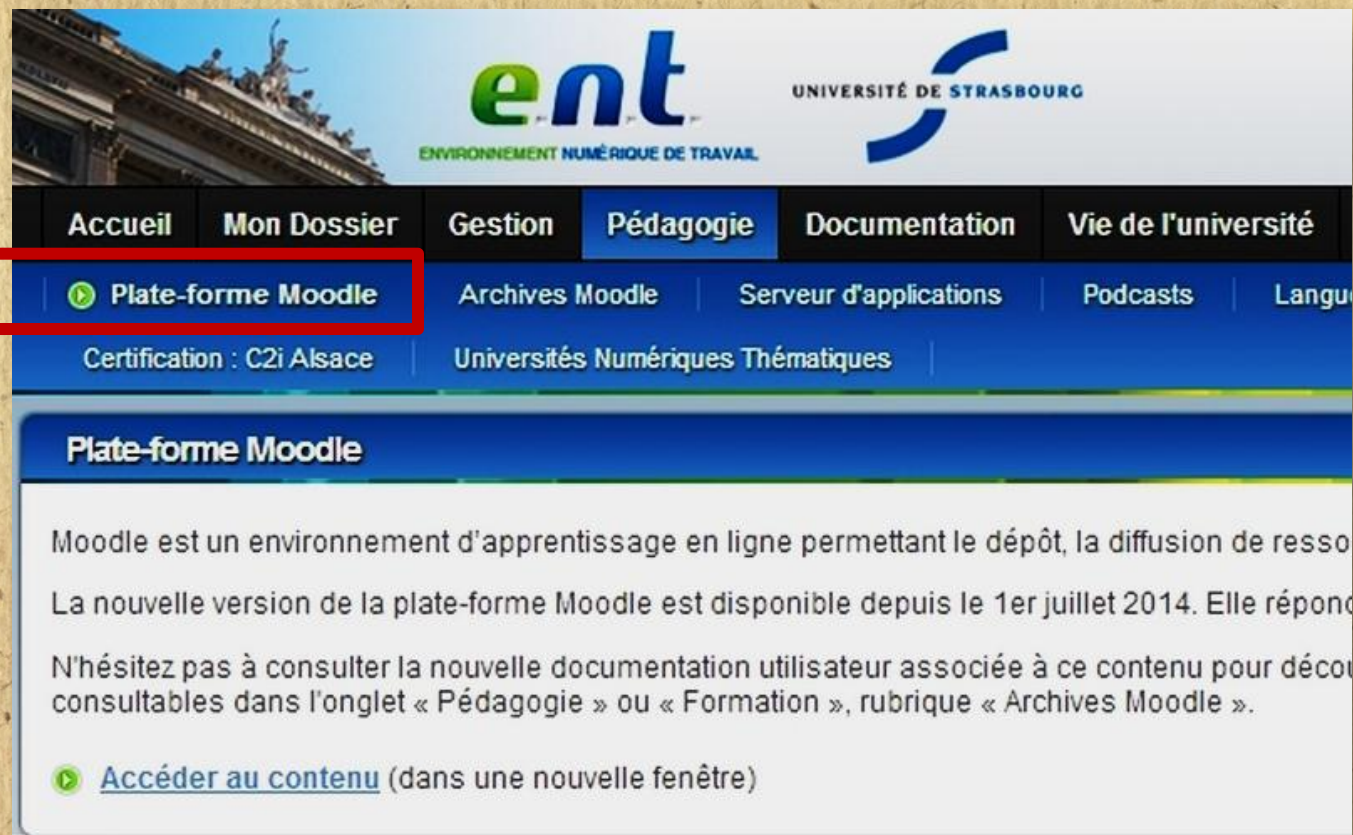 e.n.t.
ENVIRONNEMENT NUMÉRIQUE DE TRAVAIL
UNIVERSITÉ DE STRASBOURG
Accueil Mon Dossier Gestion Pédagogie Documentation Vie de l'université
Plate-forme Moodle Archives Moodle Serveur d'applications Podcasts Langu
Certification : C2i Alsace Universités Numériques Thématiques
Plate-forme Moodle
Moodle est un environnement d'apprentissage en ligne permettant le dépôt, la diffusion de resso
La nouvelle version de la plate-forme Moodle est disponible depuis le 1er juillet 2014. Elle répond
N'hésitez pas à consulter la nouvelle documentation utilisateur associée à ce contenu pour décou
consultables dans l'onglet « Pédagogie » ou « Formation », rubrique « Archives Moodle ».
Accéder au contenu (dans une nouvelle fenêtre)